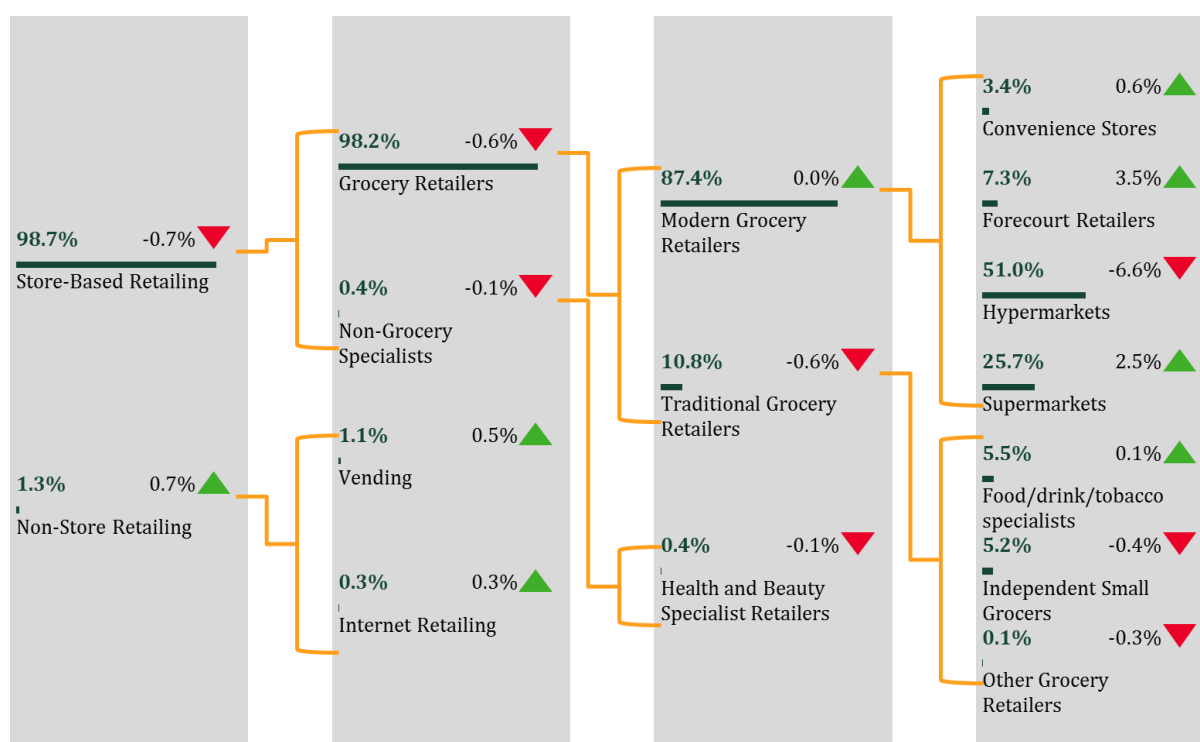 98.7% -0.7%
Store-Based Retailing
1.3% 0.7%
Non-Store Retailing
98.2% -0.6%
Grocery Retailers
0.4% -0.1%
Non-Grocery
Specialists
1.1% 0.5%
Vending
0.3% 0.3%
Internet Retailing
87.4% 0.0%
Modern Grocery
Retailers
10.8% -0.6%
Traditional Grocery
Retailers
0.4% -0.1%
Health and Beauty
Specialist Retailers
3.4% 0.6%
Convenience Stores
7.3% 3.5%
Forecourt Retailers
51.0% -6.6%
Hypermarkets
25.7% 2.5%
Supermarkets
5.5% 0.1%
Food/drink/tobacco
specialists
5.2% -0.4%
Independent Small
Grocers
0.1% -0.3%
Other Grocery
Retailers